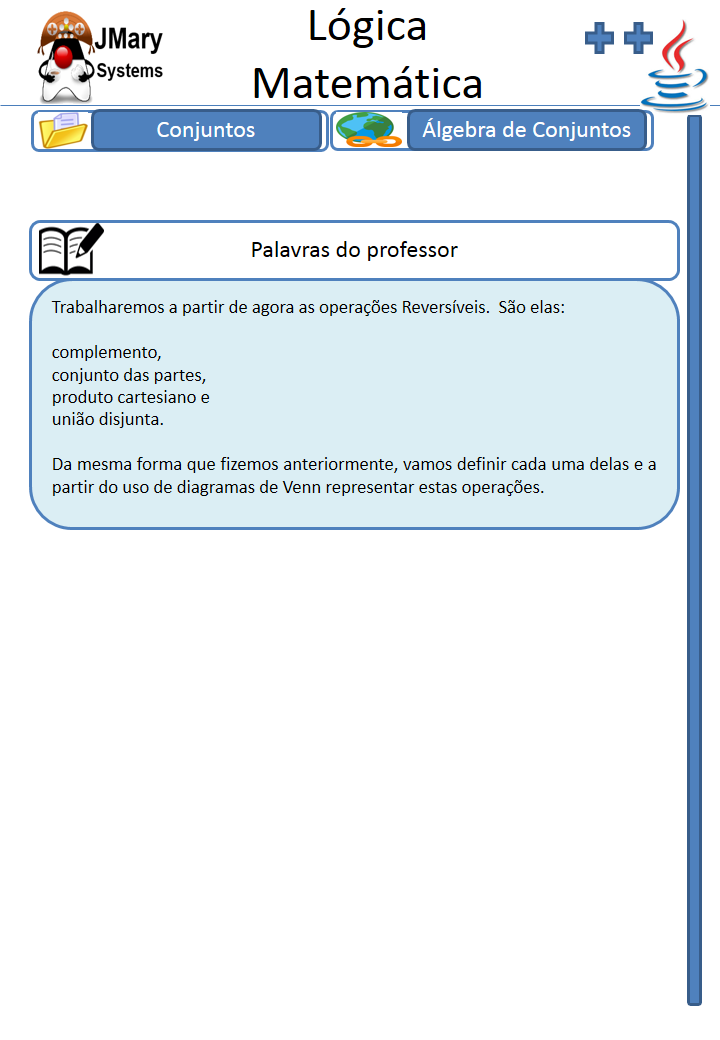 JMary
Systems
Lógica
Matemática
Conjuntos
Álgebra de Conjuntos
Palavras do professor
Trabalharemos a partir de agora as operações Reversíveis. São elas:
complemento,
conjunto das partes,
produto cartesiano e
união disjunta.
Da mesma forma que fizemos anteriormente, vamos definir cada uma delas e a
partir do uso de diagramas de Venn representar estas operações.